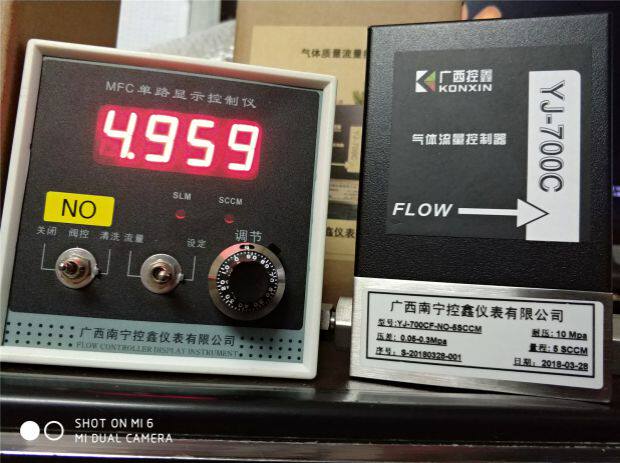 MFC单路显示控制仪
4.959
SLM
SCCM
NO
关闭 阀控 清洗 流量 设定
调节
广西南宁控鑫仪表有限公司
FLOW CONTROLLER DISPLAY INSTRUMENT
气体质量流量
鑫仪表
广西控鑫
KONXIN
气体流量控制器
YJ-700C
FLOW
广西南宁控鑫仪表有限公司
型号:YJ-700CF-NO-5SCCM
耐压: 10 Mpa
压差: 0.05-0.3Mpa
量程: 5 SCCM
序号: S-20180328-001
日期: 2018-03-28
SHOT ON MI 6
MI DUAL CAMERA